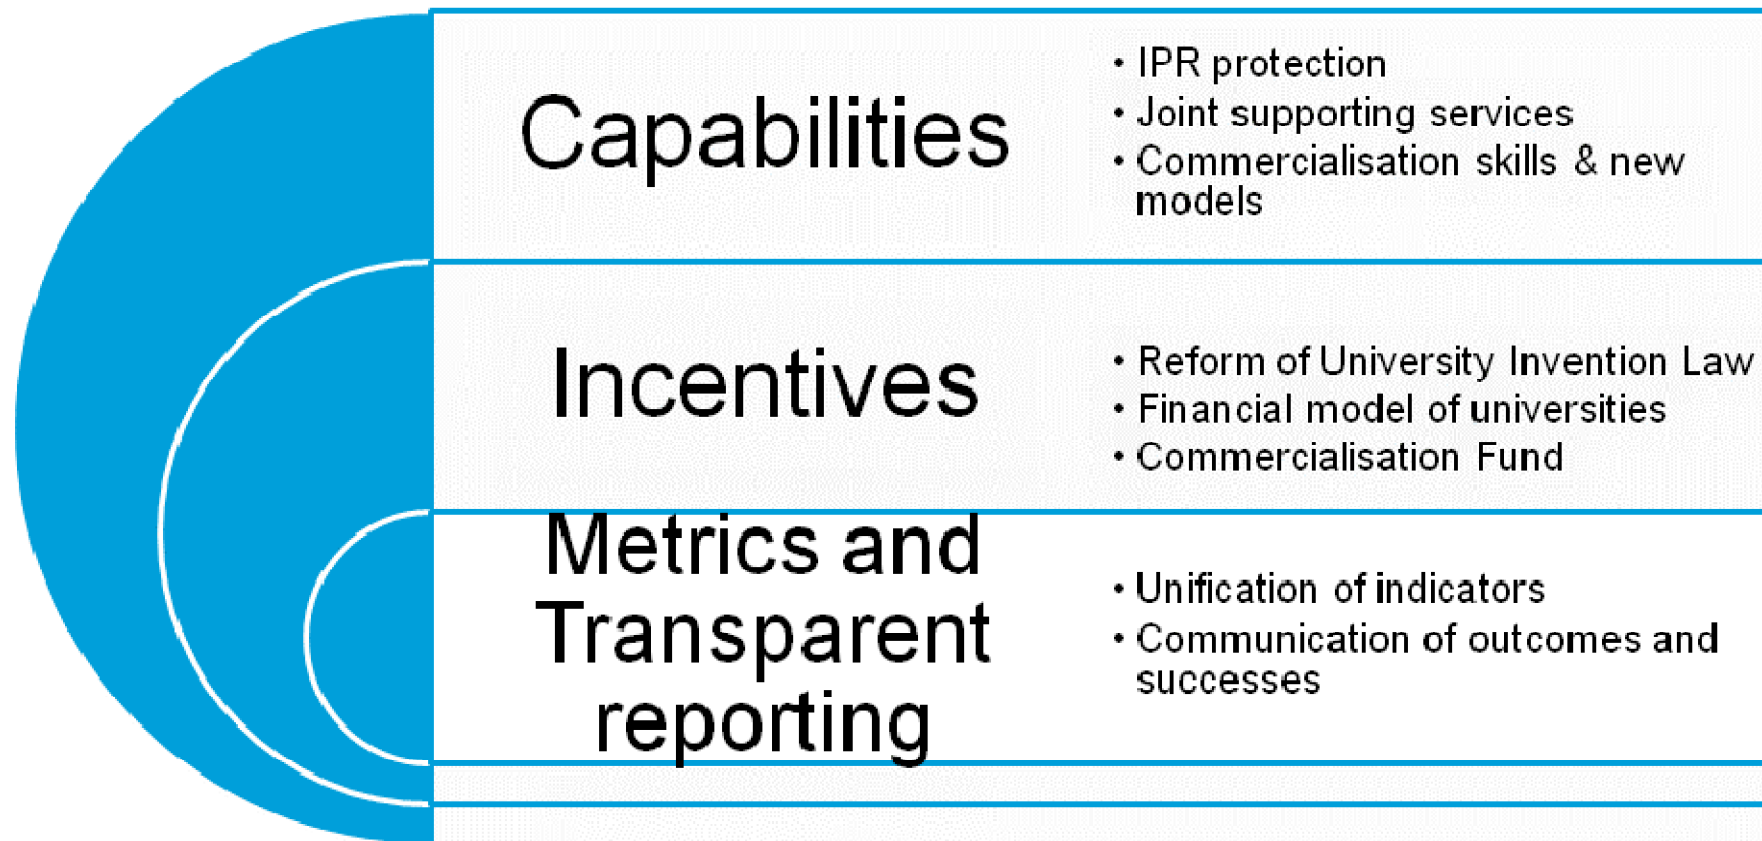 Capabilities
• IPR protection
• Joint supporting services
• Commercialisation skills & new
models
Incentives
• Reform of University Invention Law
• Financial model of universities
• Commercialisation Fund
Metrics and
Transparent
reporting
• Unification of indicators
• Communication of outcomes and
successes